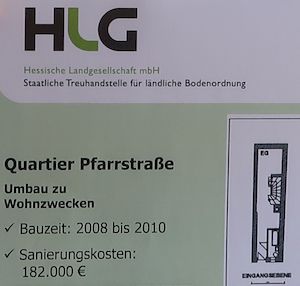 HLG
Hessische Landgesellschaft mbH
Staatliche Treuhandstelle für ländliche Bodenordnung
Quartier Pfarrstraße
Umbau zu
Wohnzwecken
✓ Bauzeit: 2008 bis 2010
✓ Sanierungskosten:
182.000 €
EG
EINGANGSEBENE